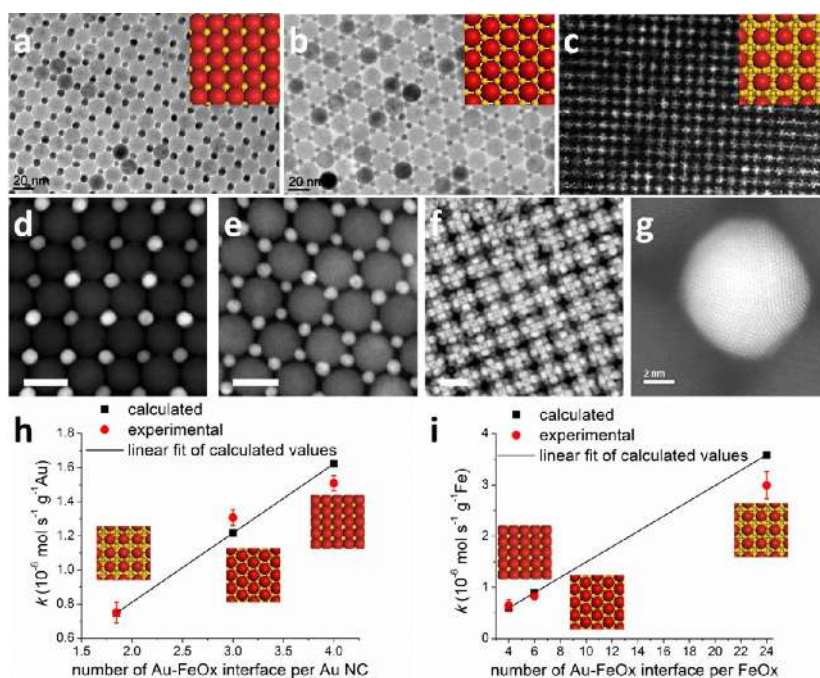 a
b
c
20 nm
20 nm
d
e
f
g
2 nm
h
■ calculated
● experimental
— linear fit of calculated values
1.8
1.6
1.4
1.2
1.0
0.8
0.6
k (10⁻⁶ mol s⁻¹ g⁻¹Au)
2.0 2.5 3.0 3.5 4.0
number of Au-FeOx interface per Au NC
i
■ calculated
● experimental
— linear fit of calculated values
4
3
2
1
0
k (10⁻⁶ mol s⁻¹ g⁻¹Fe)
4 6 8 10 12 14 16 18 20 22 24
number of Au-FeOx interface per FeOx